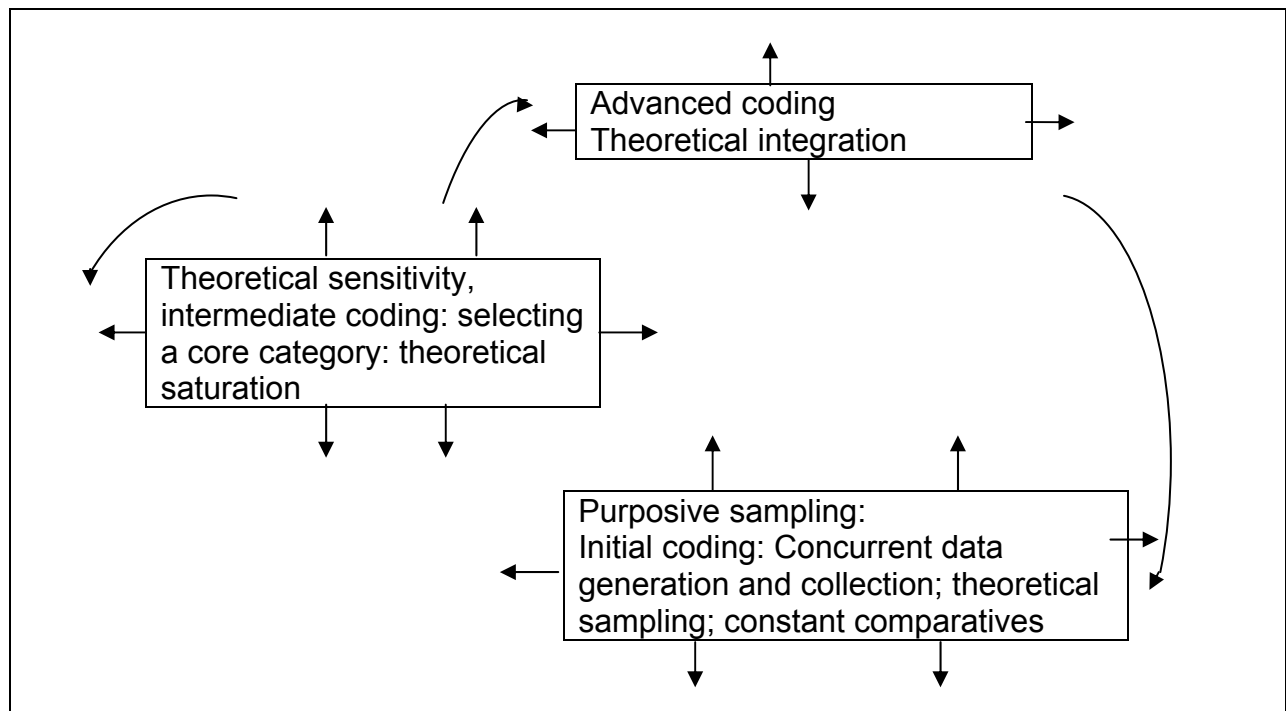 Advanced coding
Theoretical integration
Theoretical sensitivity,
intermediate coding: selecting
a core category: theoretical
saturation
Purposive sampling:
Initial coding: Concurrent data
generation and collection; theoretical
sampling; constant comparatives